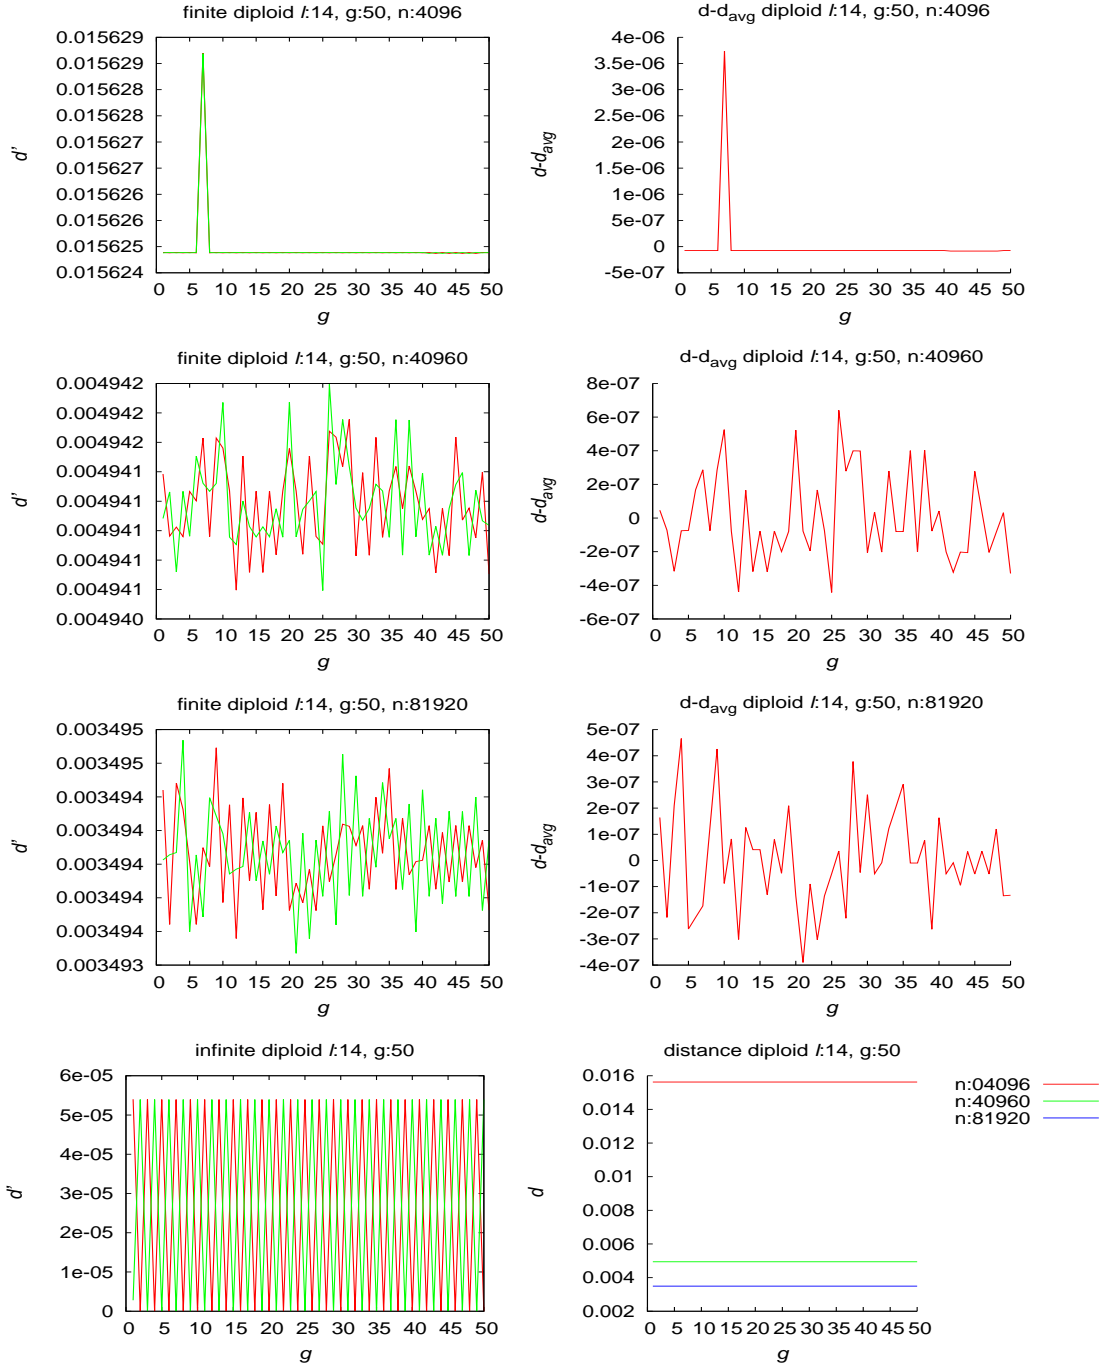 finite diploid l:14, g:50, n:4096
0.015629
0.015628
0.015628
0.015627
0.015627
0.015626
0.015626
0.015625
0.015624
0 5 10 15 20 25 30 35 40 45 50
d'
g
d-davg diploid l:14, g:50, n:4096
4e-06
3.5e-06
3e-06
2.5e-06
2e-06
1.5e-06
1e-06
5e-07
0
-5e-07
0 5 10 15 20 25 30 35 40 45 50
d-davg
g
finite diploid l:14, g:50, n:40960
0.004942
0.004942
0.004942
0.004941
0.004941
0.004941
0.004941
0.004941
0.004940
0 5 10 15 20 25 30 35 40 45 50
d'
g
d-davg diploid l:14, g:50, n:40960
8e-07
6e-07
4e-07
2e-07
0
-2e-07
-4e-07
-6e-07
0 5 10 15 20 25 30 35 40 45 50
d-davg
g
finite diploid l:14, g:50, n:81920
0.003495
0.003495
0.003494
0.003494
0.003494
0.003494
0.003494
0.003493
0 5 10 15 20 25 30 35 40 45 50
d'
g
d-davg diploid l:14, g:50, n:81920
5e-07
4e-07
3e-07
2e-07
1e-07
0
-1e-07
-2e-07
-3e-07
-4e-07
0 5 10 15 20 25 30 35 40 45 50
d-davg
g
infinite diploid l:14, g:50
6e-05
5e-05
4e-05
3e-05
2e-05
1e-05
0
0 5 10 15 20 25 30 35 40 45 50
d'
g
distance diploid l:14, g:50
0.016
0.014
0.012
0.010
0.008
0.006
0.004
0.002
0 5 10 15 20 25 30 35 40 45 50
d
g
n:04096
n:40960
n:81920